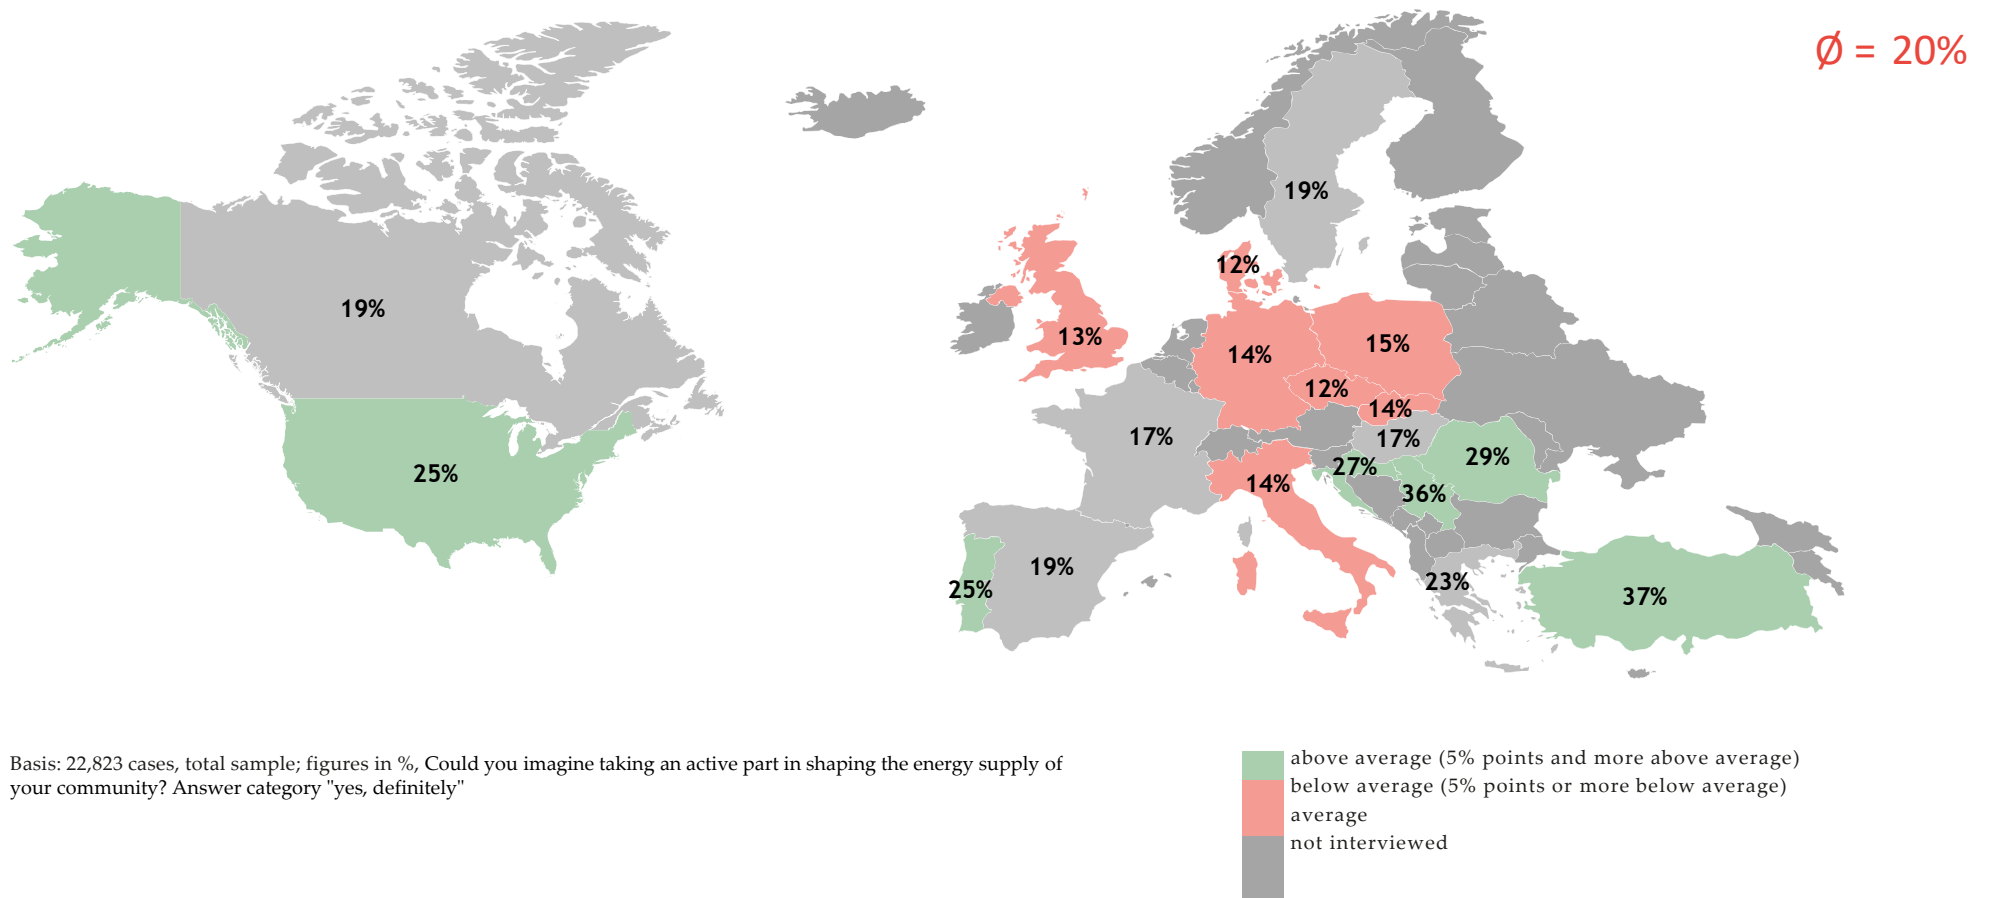 Ø = 20%
19%
12%
19%
13%
15%
14%
12%
14%
17%
17%
29%
27%
25%
14%
36%
19%
23%
25%
37%
Basis: 22,823 cases, total sample; figures in %, Could you imagine taking an active part in shaping the energy supply of
your community? Answer category "yes, definitely"
above average (5% points and more above average)
below average (5% points or more below average)
average
not interviewed